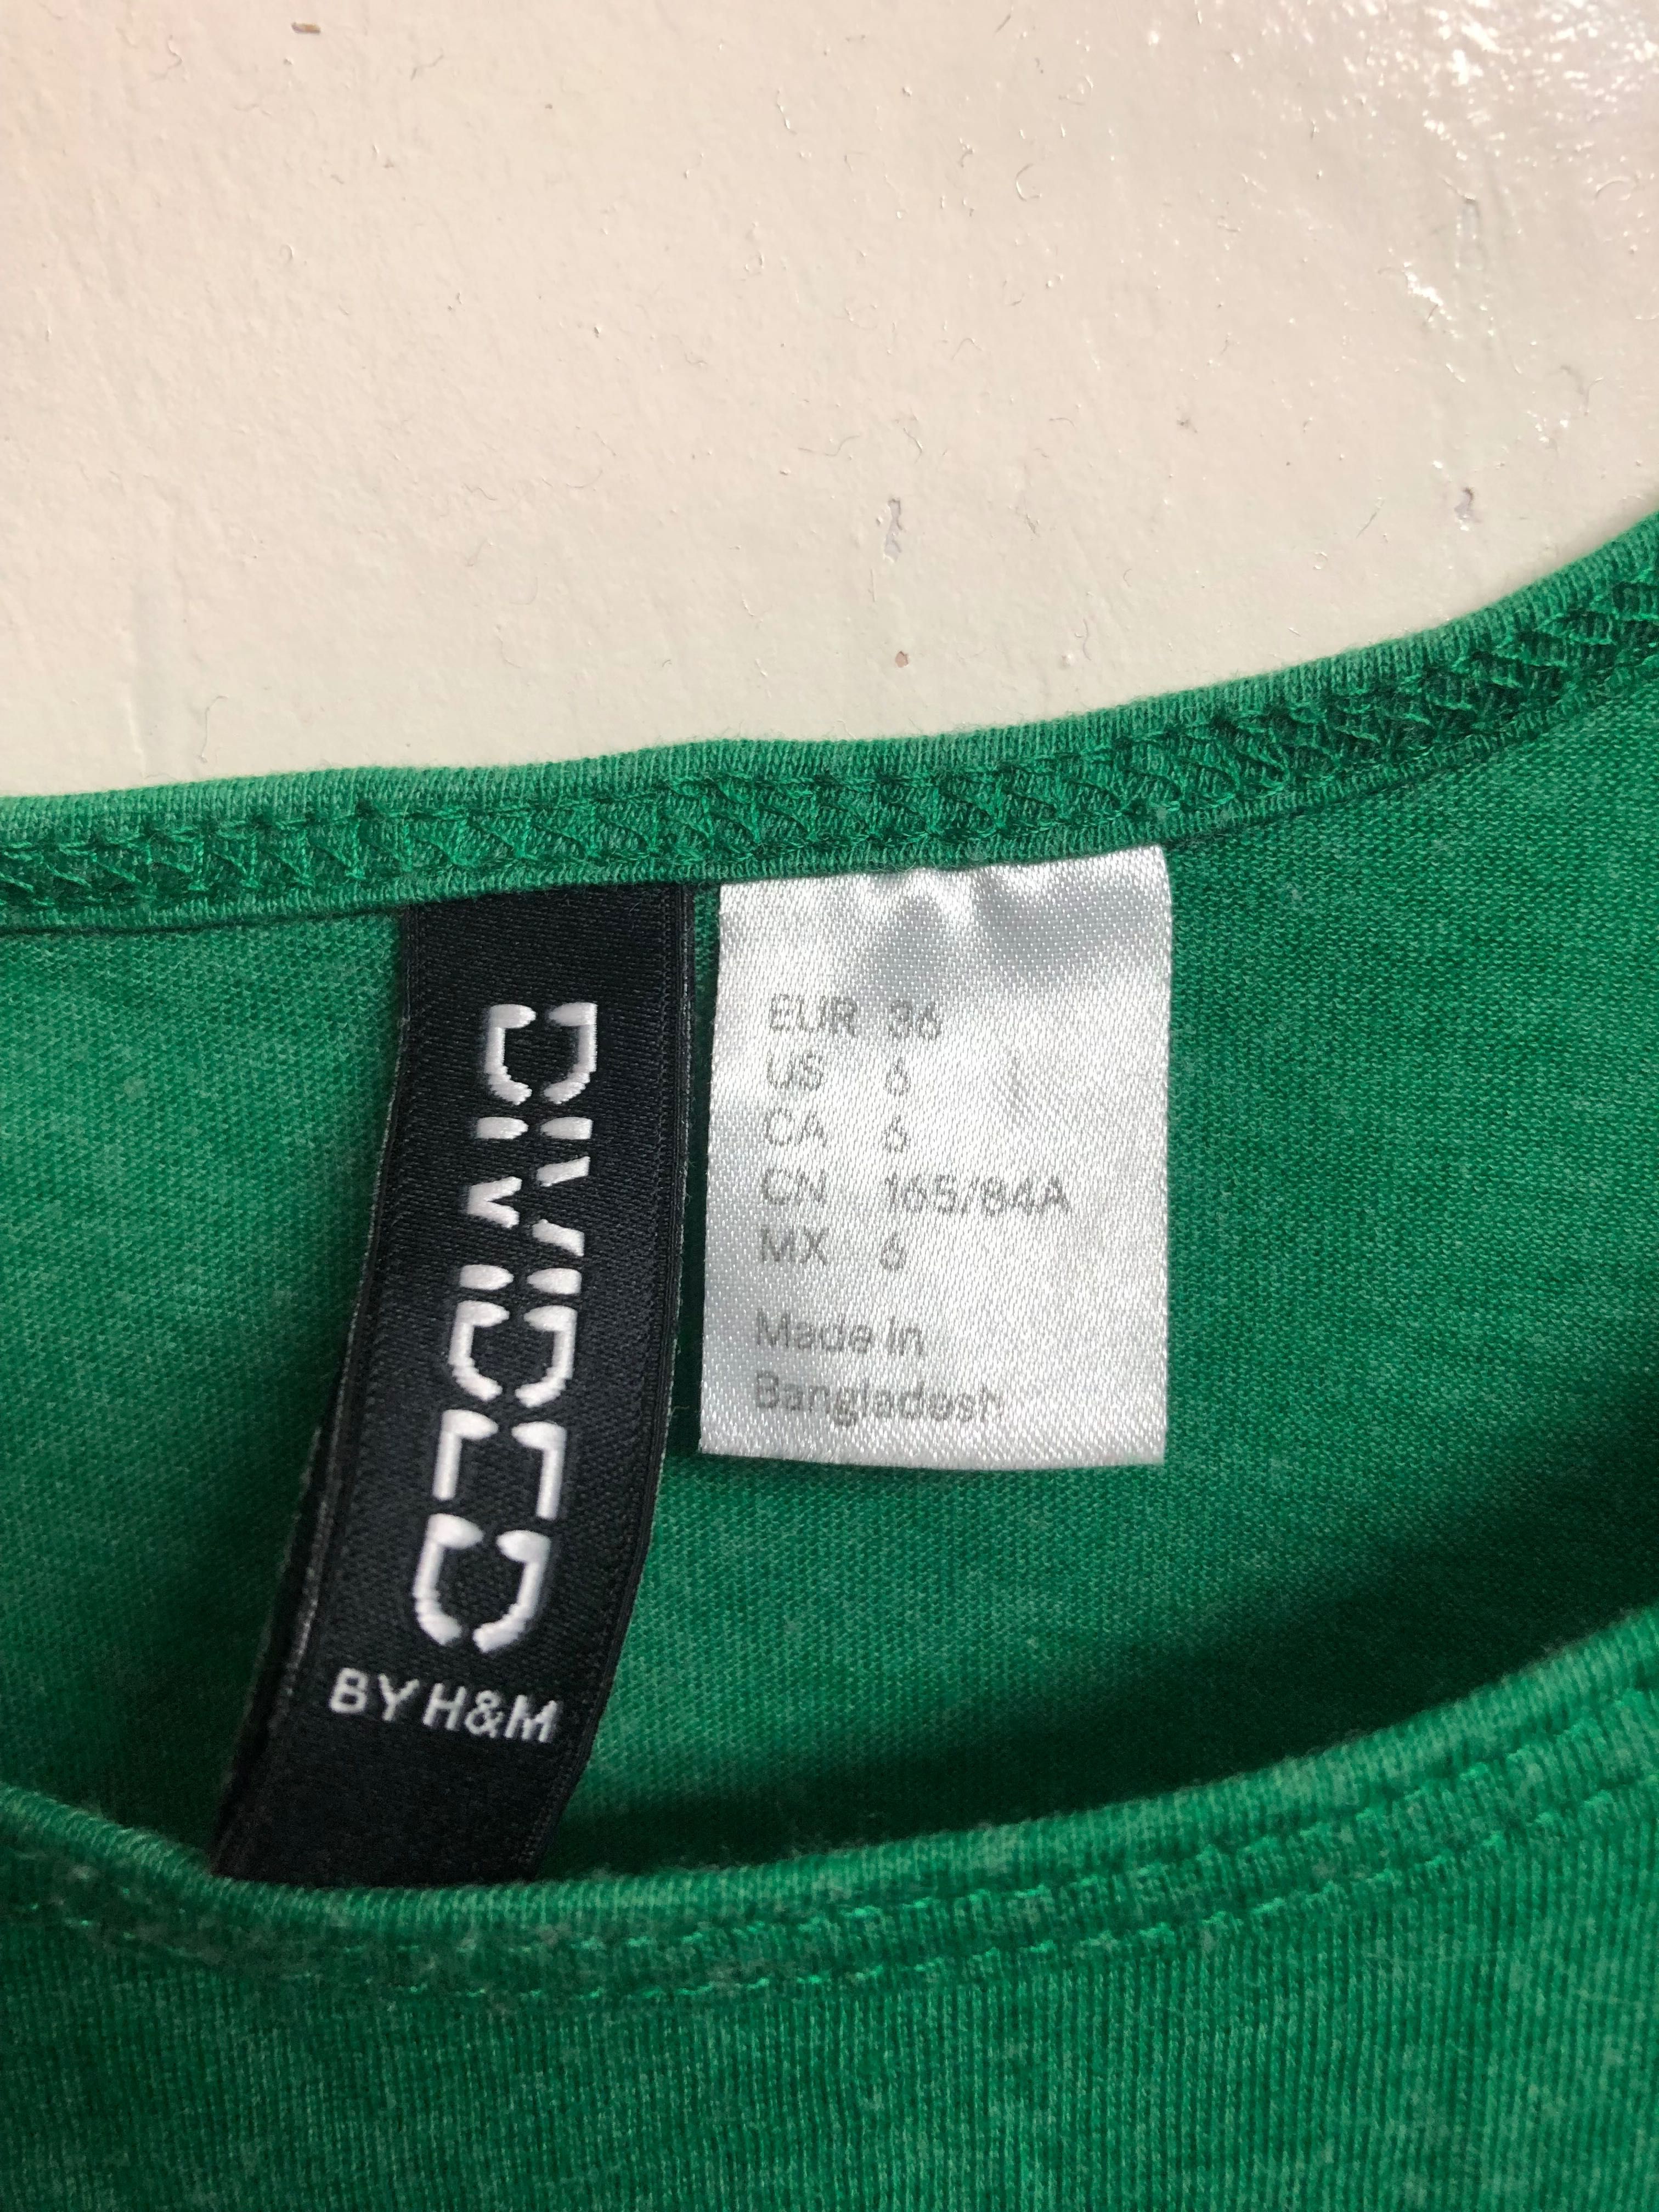 DIVIDED
BY H&M
EUR 36
US 6
CA 6
CN 165/84A
MX 6
Made in
Bangladesh